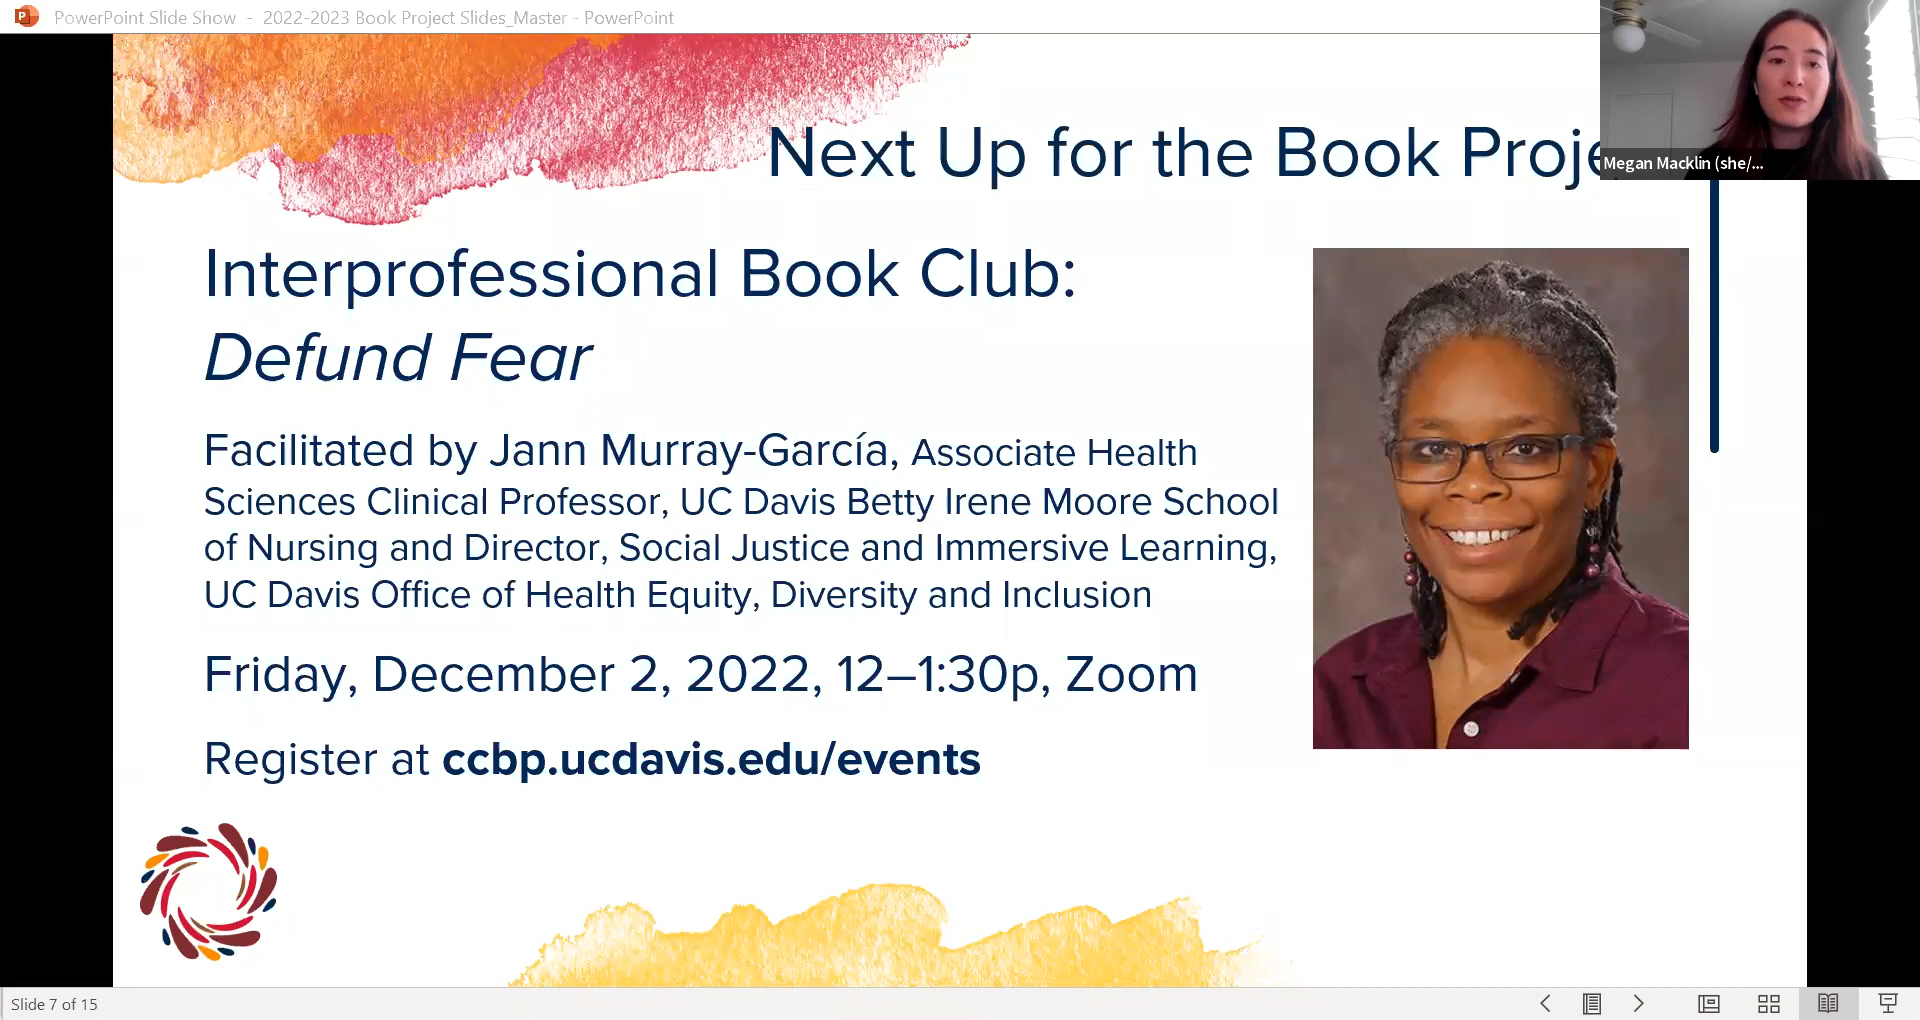 PowerPoint Slide Show - 2022-2023 Book Project Slides_Master - PowerPoint
Next Up for the Book Proje
Megan Macklin (she/...
Interprofessional Book Club:
Defund Fear
Facilitated by Jann Murray-García, Associate Health
Sciences Clinical Professor, UC Davis Betty Irene Moore School
of Nursing and Director, Social Justice and Immersive Learning,
UC Davis Office of Health Equity, Diversity and Inclusion
Friday, December 2, 2022, 12–1:30p, Zoom
Register at ccbp.ucdavis.edu/events
Slide 7 of 15